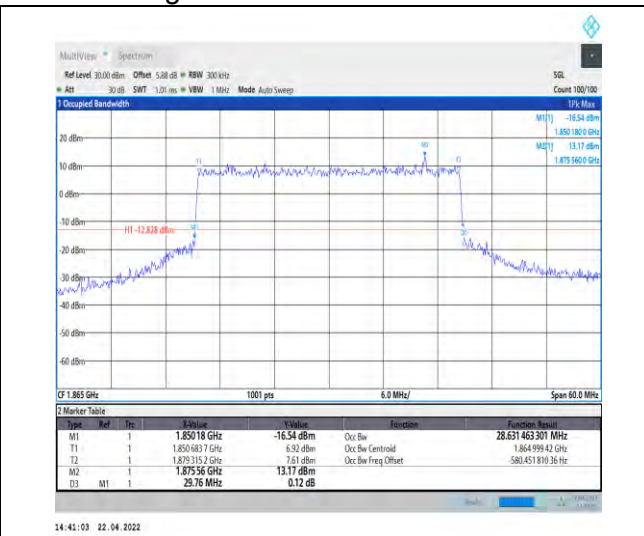 MultiView Spectrum
Ref Level 30.00 dBm Offset 5.88 dB RBW 300 kHz SGL
Att 30 dB SWT 1.01 ms VBW 1 MHz Mode Auto Sweep Count 100/100
1 Occupied Bandwidth 1Pk Max
M1[1] -16.54 dBm
1.850 180 0 GHz
20 dBm M2[1] 13.17 dBm
1.875 560 0 GHz
M2
T1 T2
10 dBm
0 dBm
-10 dBm
H1 -12.828 dBm
-20 dBm
-30 dBm
-40 dBm
-50 dBm
-60 dBm
CF 1.865 GHz 1001 pts 6.0 MHz/ Span 60.0 MHz
2 Marker Table
Type Ref Trc X-Value Y-Value Function Function Result
M1 1 1.85018 GHz -16.54 dBm Occ Bw 28.631 463 301 MHz
T1 1 1.850 683 7 GHz 6.92 dBm Occ Bw Centroid 1.864 999 42 GHz
T2 1 1.879 315 2 GHz 7.61 dBm Occ Bw Freq Offset -580.451 810 36 Hz
M2 1 1.87556 GHz 13.17 dBm
D3 M1 1 29.76 MHz 0.12 dB
14:41:03 22.04.2022